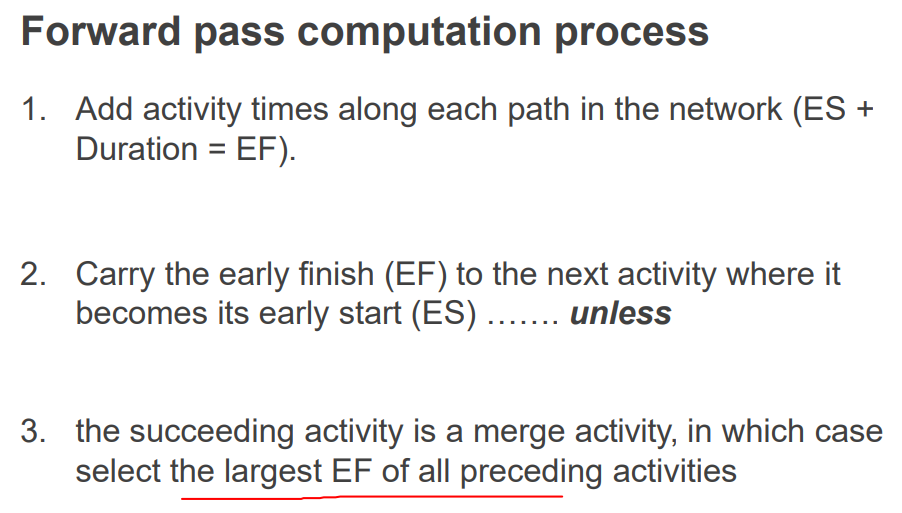 Forward pass computation process
1. Add activity times along each path in the network (ES +
Duration = EF).
2. Carry the early finish (EF) to the next activity where it
becomes its early start (ES) ……. unless
3. the succeeding activity is a merge activity, in which case
select the largest EF of all preceding activities